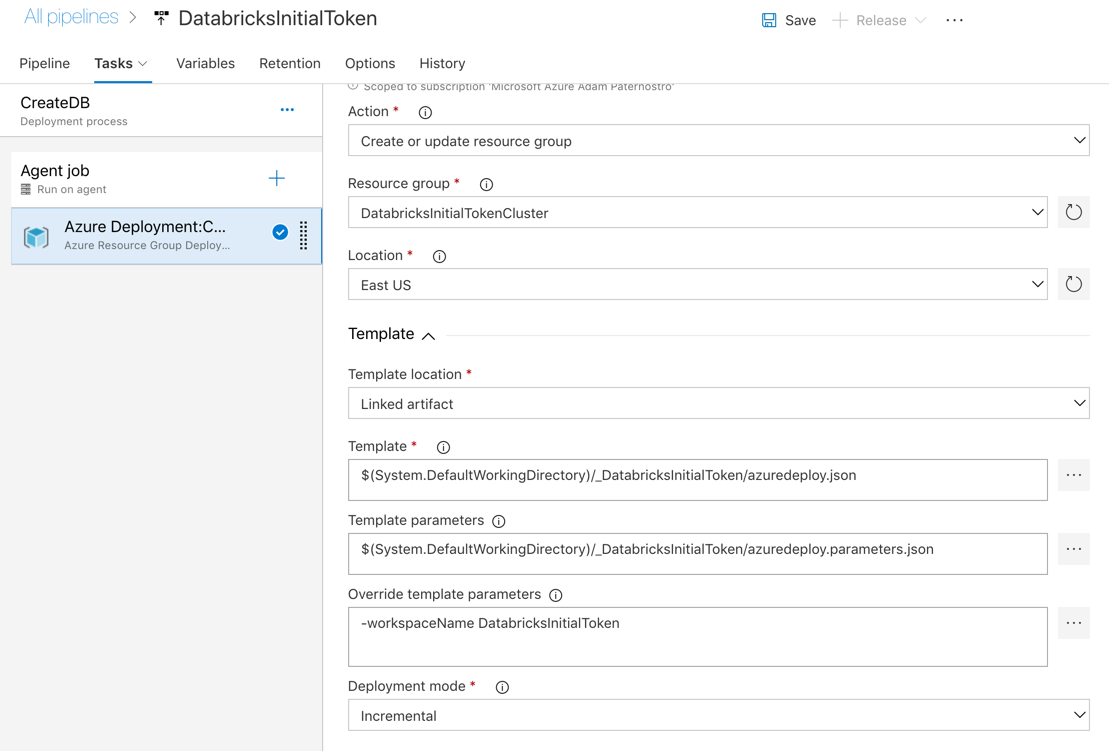 All pipelines > DatabricksInitialToken
Save
Release
Pipeline Tasks Variables Retention Options History
CreateDB
Deployment process
Agent job
Run on agent
Azure Deployment:C...
Azure Resource Group Deploy...
Scoped to subscription 'Microsoft Azure Adam Paternostro'
Action *
Create or update resource group
Resource group *
DatabricksInitialTokenCluster
Location *
East US
Template
Template location *
Linked artifact
Template *
$(System.DefaultWorkingDirectory)/_DatabricksInitialToken/azuredeploy.json
Template parameters
$(System.DefaultWorkingDirectory)/_DatabricksInitialToken/azuredeploy.parameters.json
Override template parameters
-workspaceName DatabricksInitialToken
Deployment mode *
Incremental